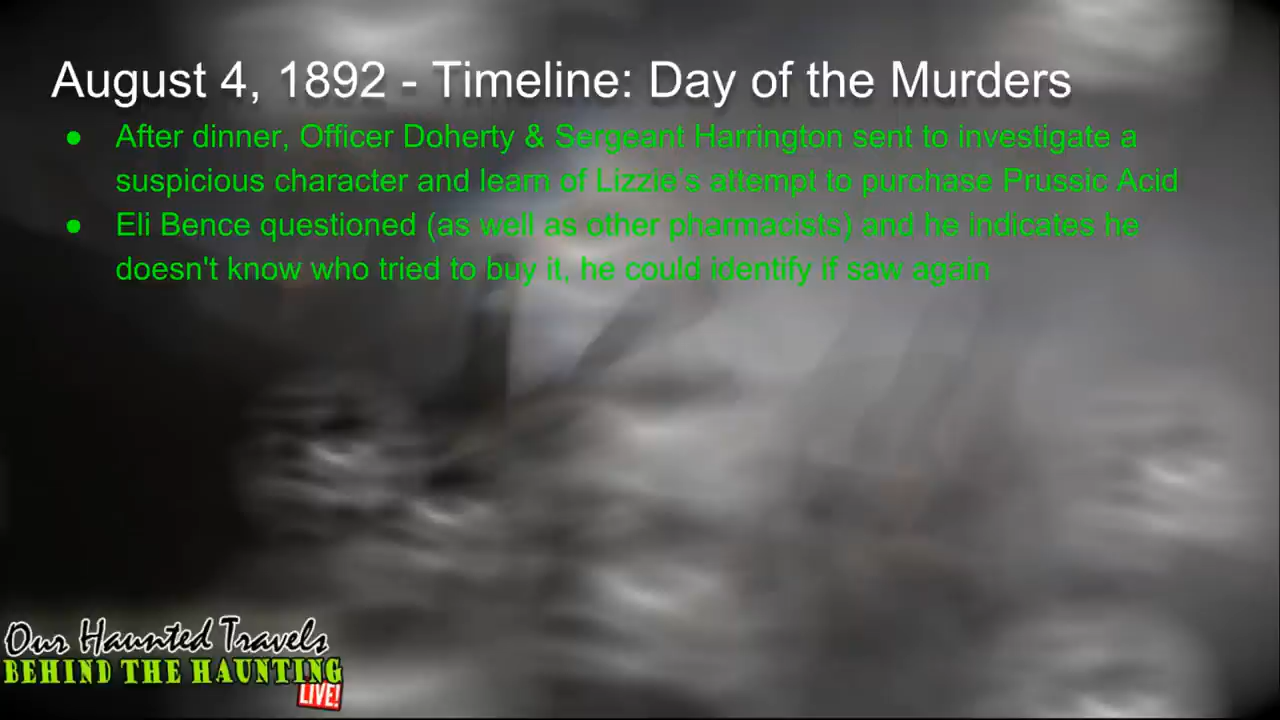 August 4, 1892 - Timeline: Day of the Murders
● After dinner, Officer Doherty & Sergeant Harrington sent to investigate a
suspicious character and learn of Lizzie's attempt to purchase Prussic Acid
● Eli Bence questioned (as well as other pharmacists) and he indicates he
doesn't know who tried to buy it, he could identify if saw again
Our Haunted Travels
BEHIND THE HAUNTING
LIVE!